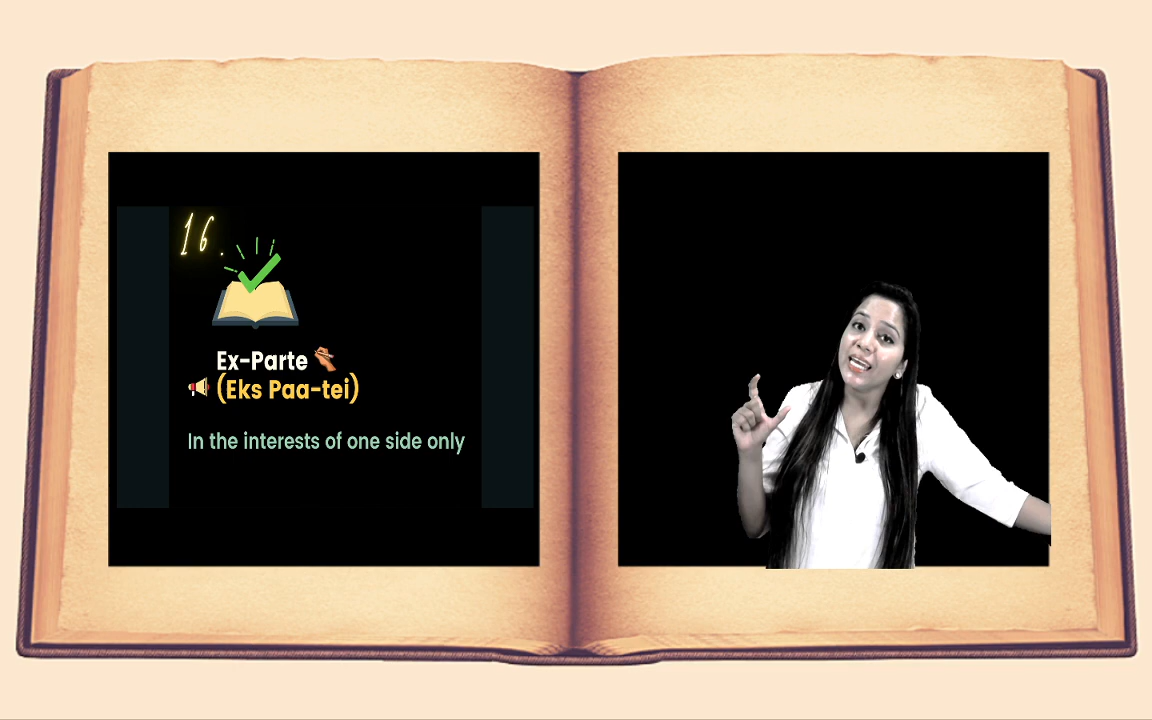 16.
Ex-Parte
(Eks Paa-tei)
In the interests of one side only